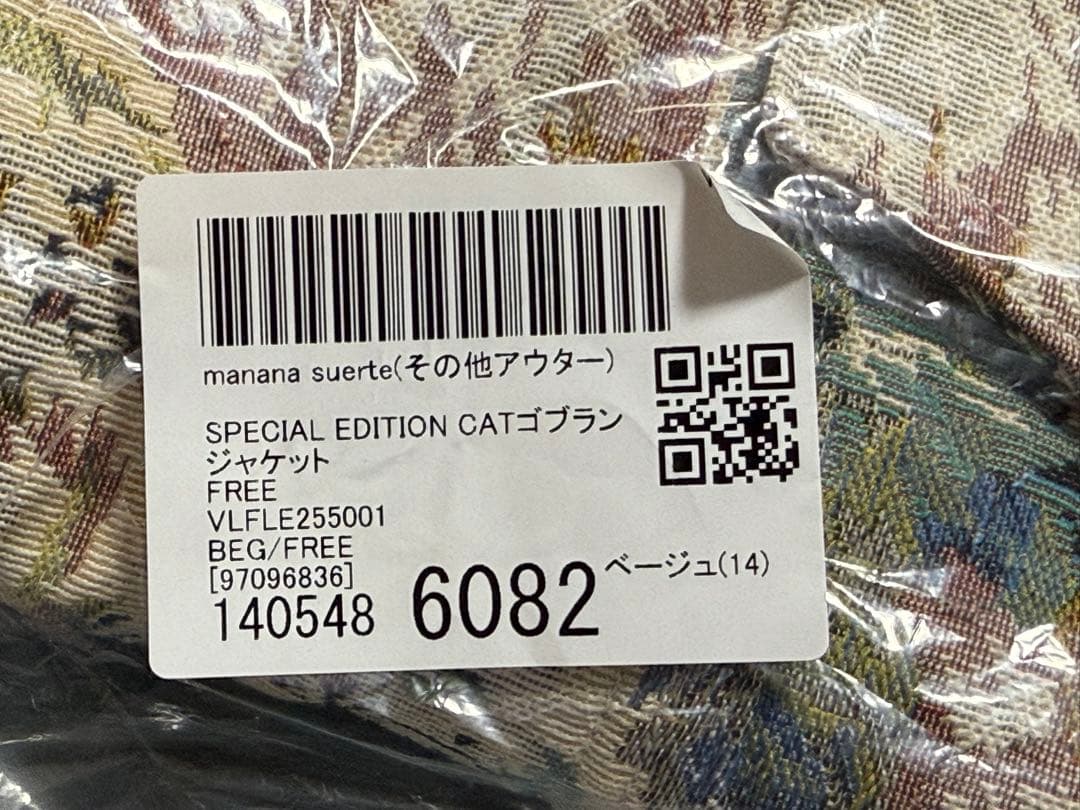 manana suerte(その他アウター)
SPECIAL EDITION CATゴブラン
ジャケット
FREE
VLFLE255001
BEG/FREE
[97096836]
140548 6082 ベージュ(14)